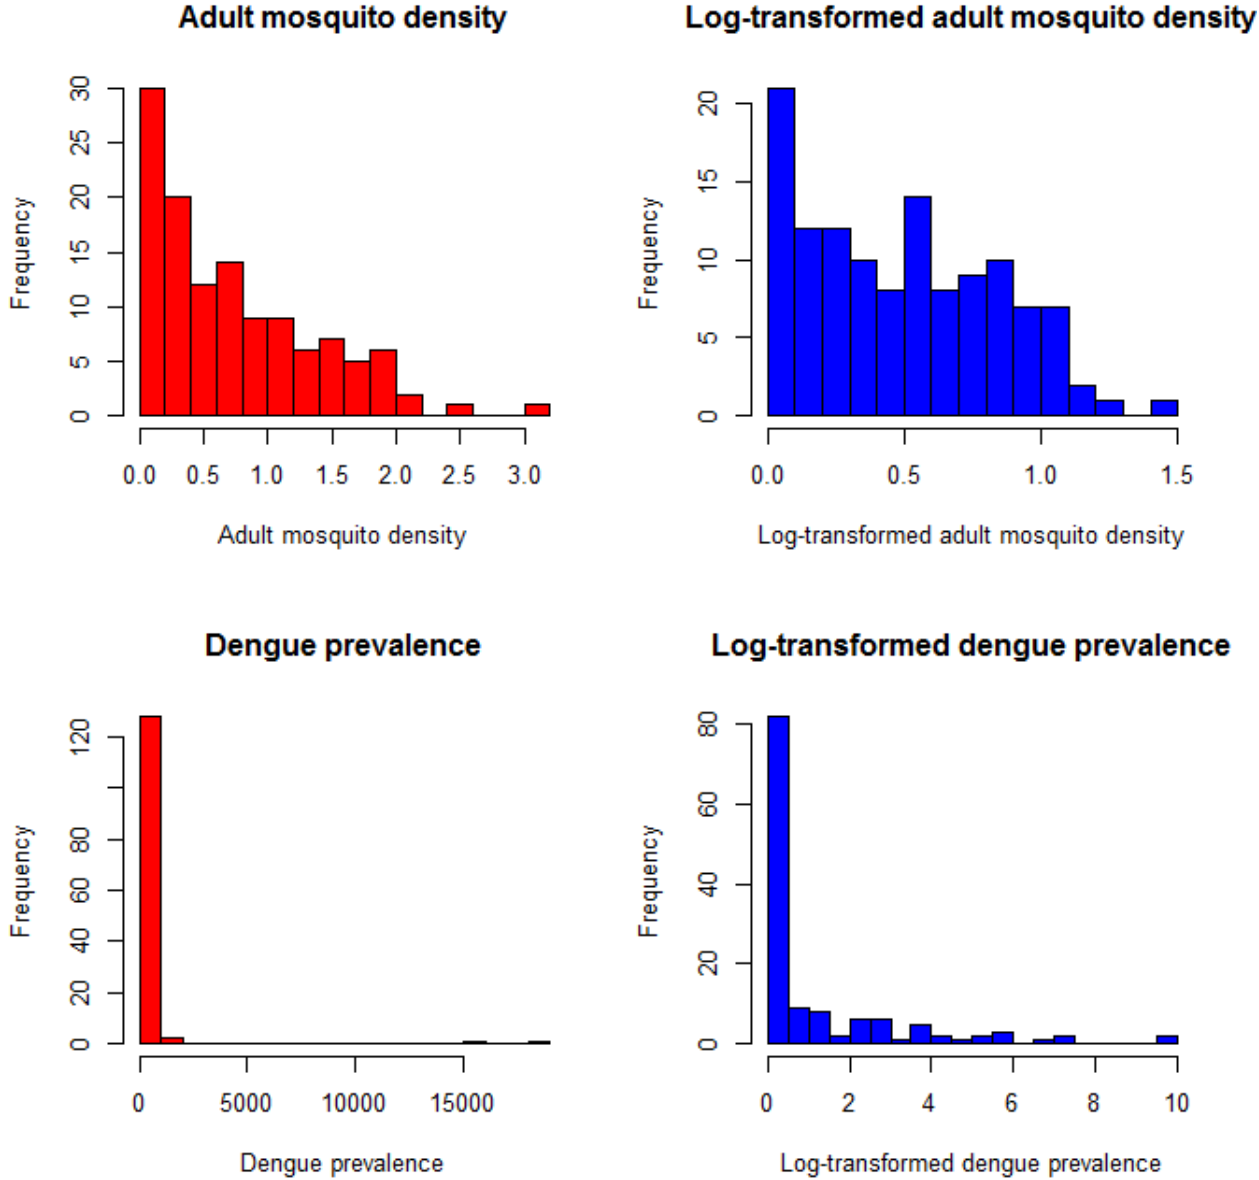 Adult mosquito density
Frequency
30
25
20
15
10
5
0
0.0 0.5 1.0 1.5 2.0 2.5 3.0
Adult mosquito density
Log-transformed adult mosquito density
Frequency
20
15
10
5
0
0.0 0.5 1.0 1.5
Log-transformed adult mosquito density
Dengue prevalence
Frequency
120
80
60
40
20
0
0 5000 10000 15000
Dengue prevalence
Log-transformed dengue prevalence
Frequency
80
60
40
20
0
0 2 4 6 8 10
Log-transformed dengue prevalence